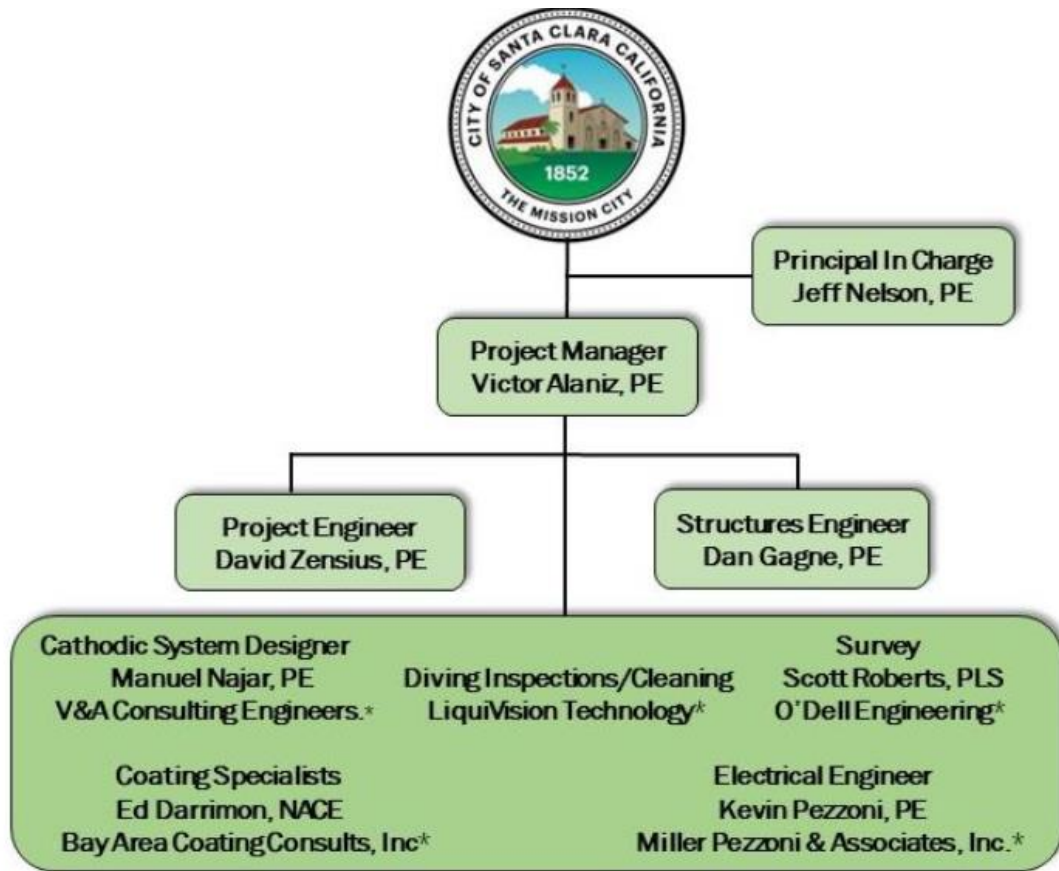 CITY OF SANTA CLARA CALIFORNIA
1852
THE MISSION CITY
Principal In Charge
Jeff Nelson, PE
Project Manager
Victor Alaniz, PE
Project Engineer
David Zensius, PE
Structures Engineer
Dan Gagne, PE
Cathodic System Designer
Manuel Najar, PE
V&A Consulting Engineers.*
Diving Inspections/Cleaning
LiquiVision Technology*
Survey
Scott Roberts, PLS
O'Dell Engineering*
Coating Specialists
Ed Darrimon, NACE
Bay Area Coating Consults, Inc*
Electrical Engineer
Kevin Pezzoni, PE
Miller Pezzoni & Associates, Inc.*